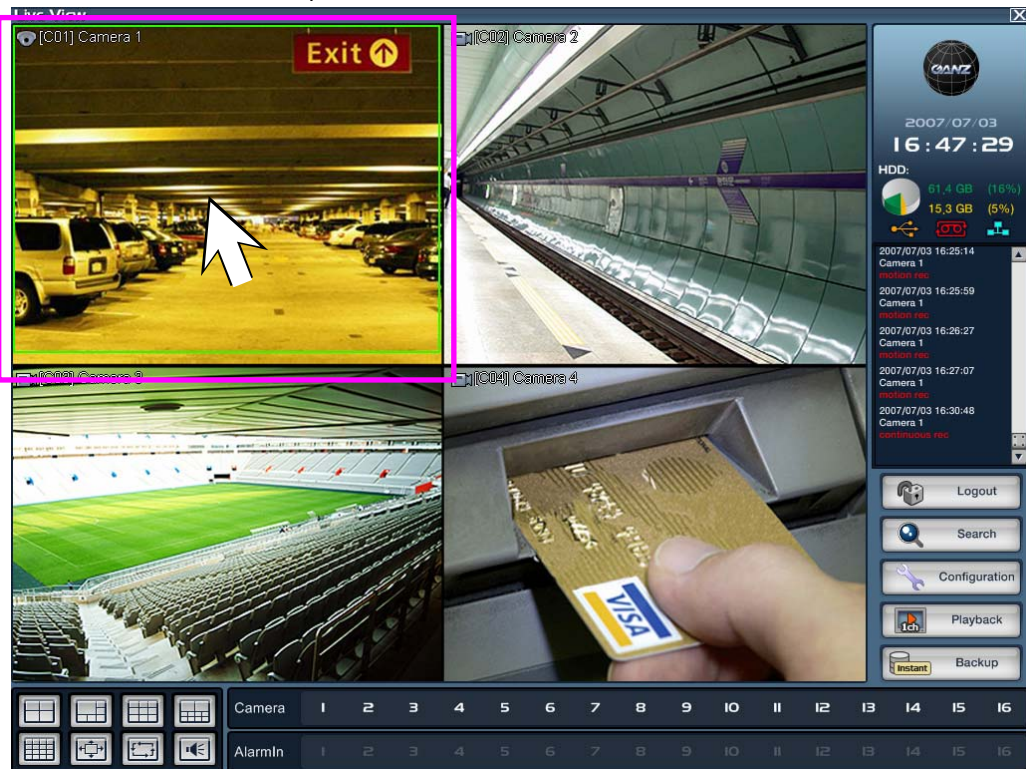 Live View
[C01] Camera 1
Exit
[C02] Camera 2
[C03] Camera 3
[C04] Camera 4
VISA
GANZ
2007/07/03
16:47:29
HDD:
61,4 GB (16%)
15,3 GB (5%)
2007/07/03 16:25:14
Camera 1
motion rec
2007/07/03 16:25:59
Camera 1
motion rec
2007/07/03 16:26:27
Camera 1
motion rec
2007/07/03 16:27:07
Camera 1
motion rec
2007/07/03 16:30:48
Camera 1
continuous rec
Logout
Search
Configuration
1ch Playback
Instant Backup
Camera 1 2 3 4 5 6 7 8 9 10 11 12 13 14 15 16
AlarmIn 1 2 3 4 5 6 7 8 9 10 11 12 13 14 15 16